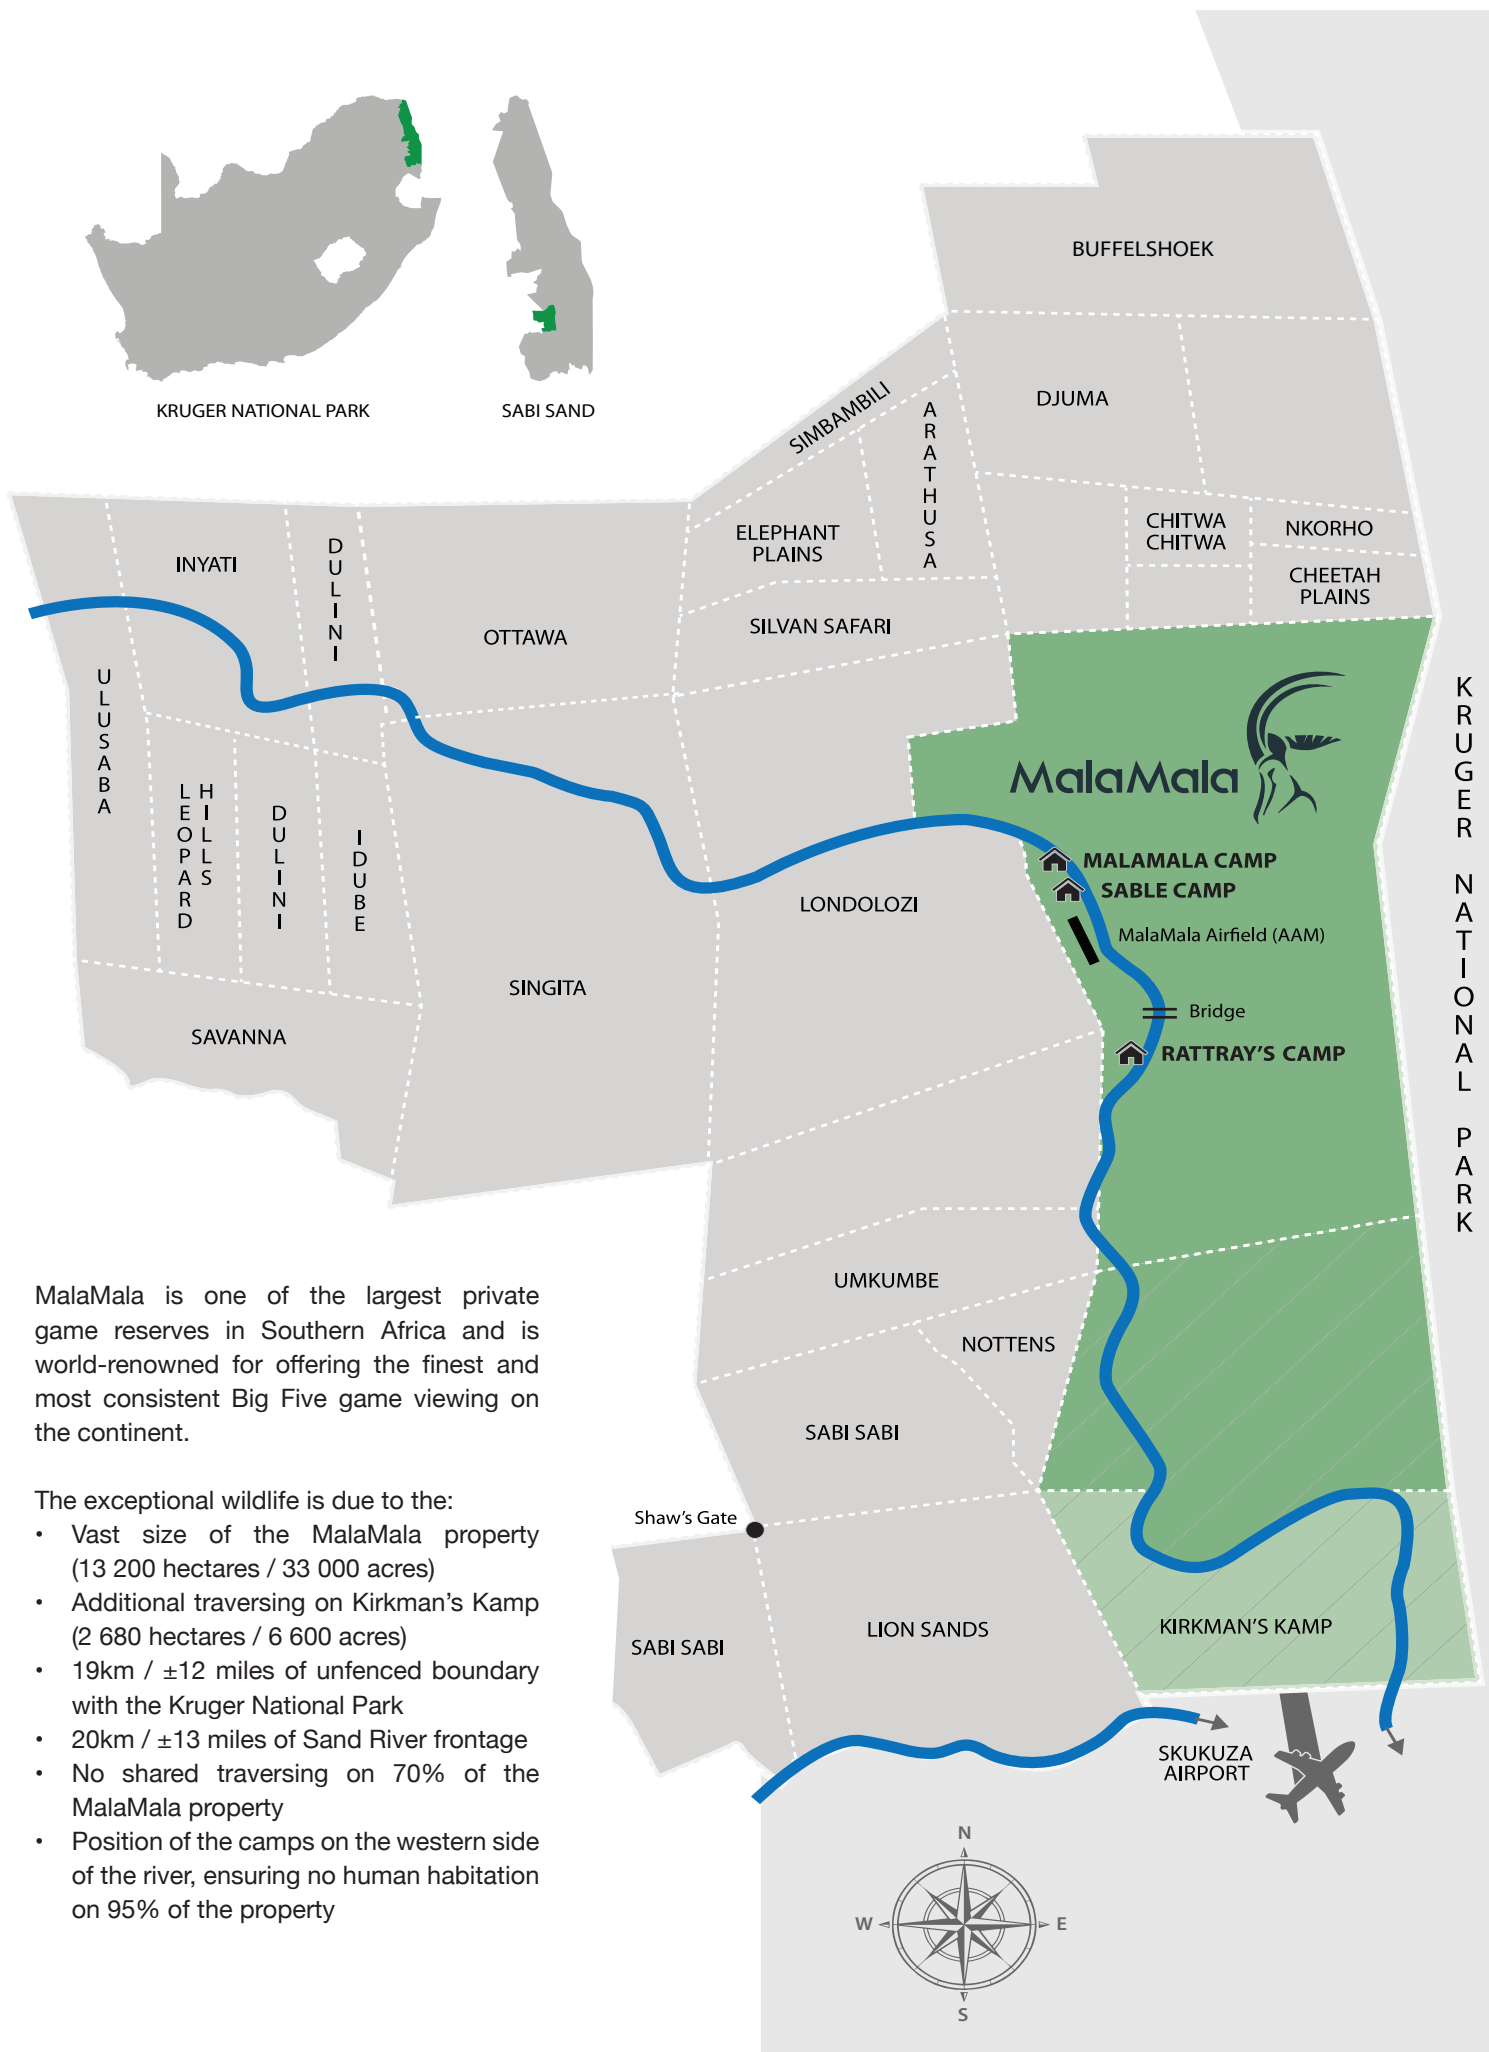 KRUGER NATIONAL PARK
SABI SAND
BUFFELSHOEK
SIMBAMBILI
ARATHUSA
DJUMA
ELEPHANT
PLAINS
CHITWA
CHITWA
NKORHO
CHEETAH
PLAINS
INYATI
DULINI
OTTAWA
SILVAN SAFARI
ULUSABA
LEOPARD
HILLS
DULINI
IDUBE
MalaMala
KRUGER NATIONAL PARK
MALAMALA CAMP
SABLE CAMP
LONDOLOZI
MalaMala Airfield (AAM)
SINGITA
Bridge
SAVANNA
RATTRAY'S CAMP
UMKUMBE
NOTTENS
SABI SABI
Shaw's Gate
SABI SABI
LION SANDS
KIRKMAN'S KAMP
SKUKUZA
AIRPORT
N
W
E
S
MalaMala is one of the largest private
game reserves in Southern Africa and is
world-renowned for offering the finest and
most consistent Big Five game viewing on
the continent.
The exceptional wildlife is due to the:
• Vast size of the MalaMala property
(13 200 hectares / 33 000 acres)
• Additional traversing on Kirkman's Kamp
(2 680 hectares / 6 600 acres)
• 19km / ±12 miles of unfenced boundary
with the Kruger National Park
• 20km / ±13 miles of Sand River frontage
• No shared traversing on 70% of the
MalaMala property
• Position of the camps on the western side
of the river, ensuring no human habitation
on 95% of the property